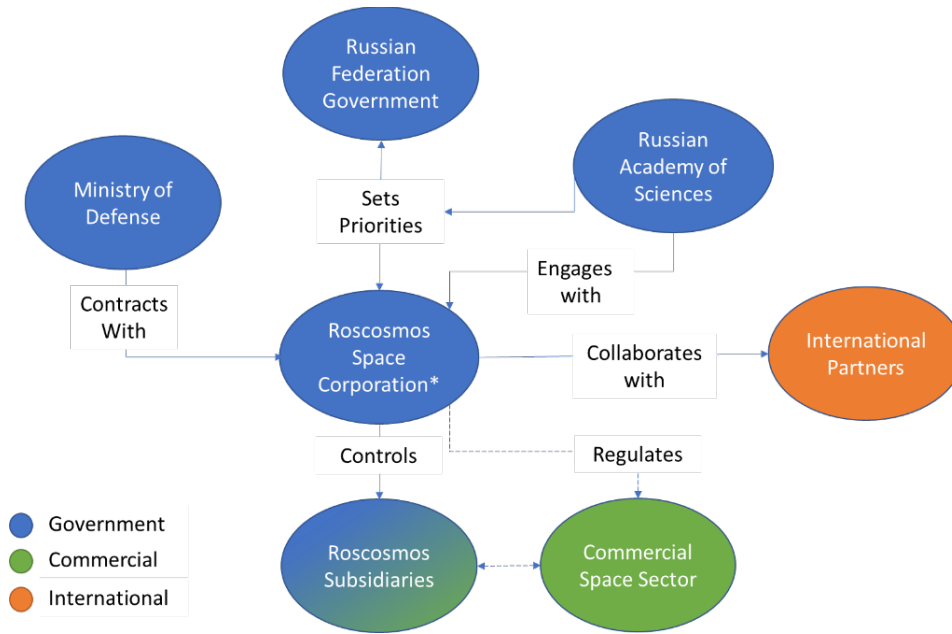 Russian
Federation
Government
Russian
Academy of
Sciences
Ministry of
Defense
Sets
Priorities
Engages
with
Contracts
With
Roscosmos
Space
Corporation*
Collaborates
with
International
Partners
Controls
Regulates
Government
Commercial
International
Roscosmos
Subsidiaries
Commercial
Space Sector